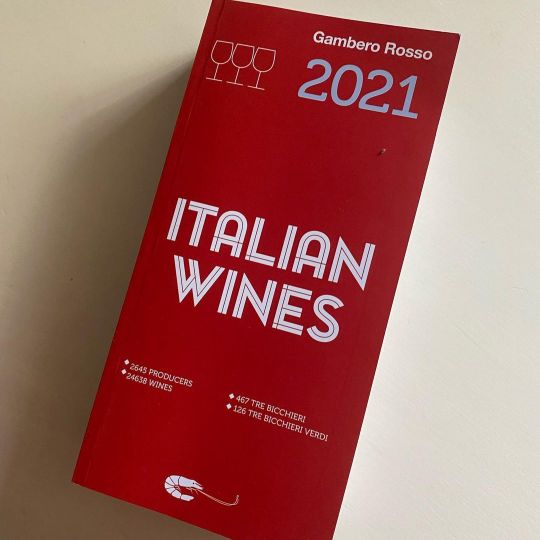 Gambero Rosso
2021
ITALIAN
WINES
2645 PRODUCERS
24638 WINES
467 TRE BICCHIERI
126 TRE BICCHIERI VERDI